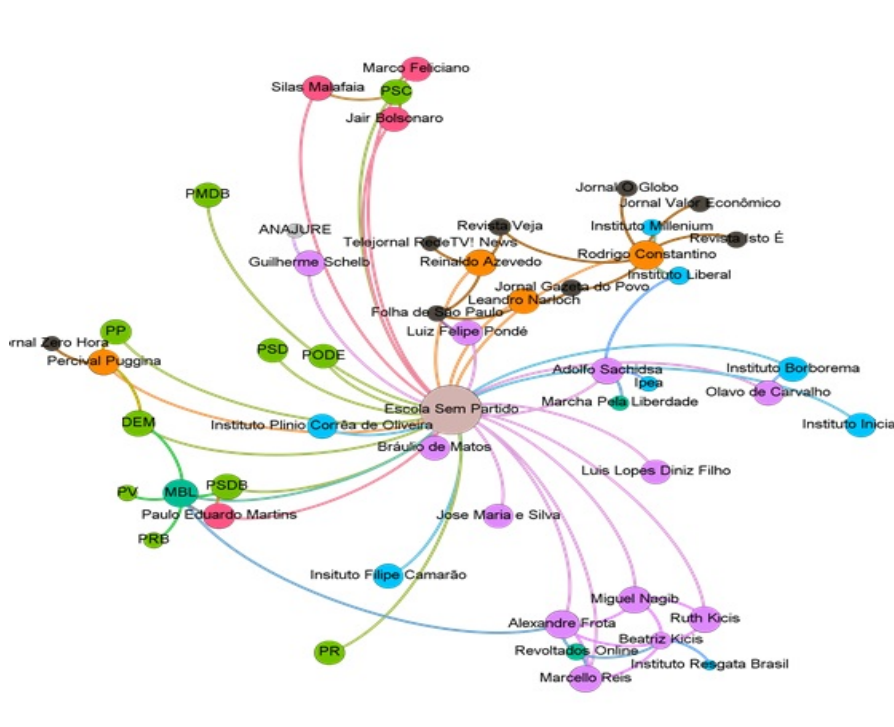 Marco Feliciano
Silas Malafaia
PSC
Jair Bolsonaro
PMDB
Jornal O Globo
Jornal Valor Econômico
ANAJURE
Revista Veja
Instituto Millenium
Telejornal RedeTV! News
Revista Isto É
Guilherme Schelb
Reinaldo Azevedo
Rodrigo Constantino
Instituto Liberal
Jornal Gazeta do Povo
Leandro Narloch
Folha de São Paulo
Luiz Felipe Pondé
PP
rnal Zero Hora
PSD
PODE
Percival Puggina
Adolfo Sachidsa
Instituto Borborema
Ipea
Olavo de Carvalho
Marcha Pela Liberdade
Escola Sem Partido
DEM
Instituto Plinio Corrêa de Oliveira
Instituto Inicia
Bráulio de Matos
Luis Lopes Diniz Filho
PV
MBL
PSDB
Paulo Eduardo Martins
Jose Maria e Silva
PRB
Insituto Filipe Camarão
Miguel Nagib
Alexandre Frota
Ruth Kicis
Beatriz Kicis
PR
Revoltados Online
Instituto Resgata Brasil
Marcello Reis